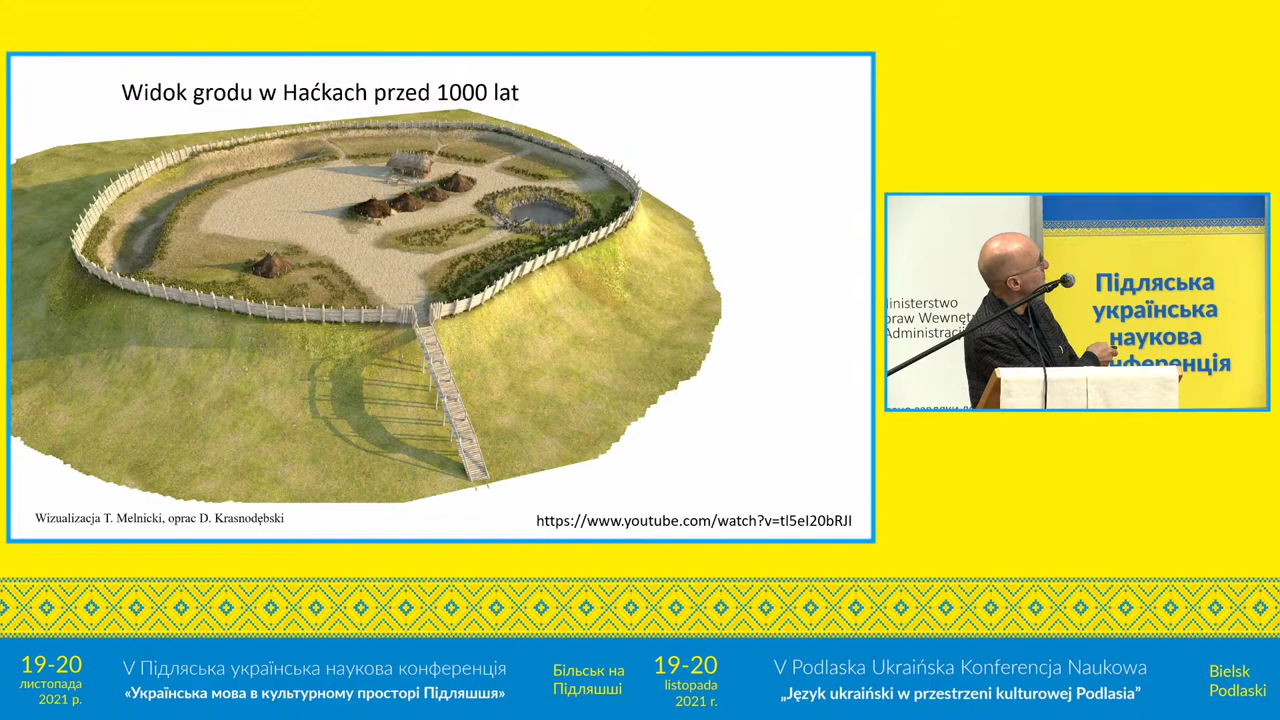 Widok grodu w Haćkach przed 1000 lat
Wizualizacja T. Melnicki, oprac D. Krasnodębski
https://www.youtube.com/watch?v=tl5eI20bRJI
Підляська
українська
наукова
конференція
19-20
листопада
2021 р.
V Підляська українська наукова конференція
«Українська мова в культурному просторі Підляшшя»
Більськ на
Підляшші
19-20
listopada
2021 r.
V Podlaska Ukraińska Konferencja Naukowa
„Język ukraiński w przestrzeni kulturowej Podlasia”
Bielsk
Podlaski